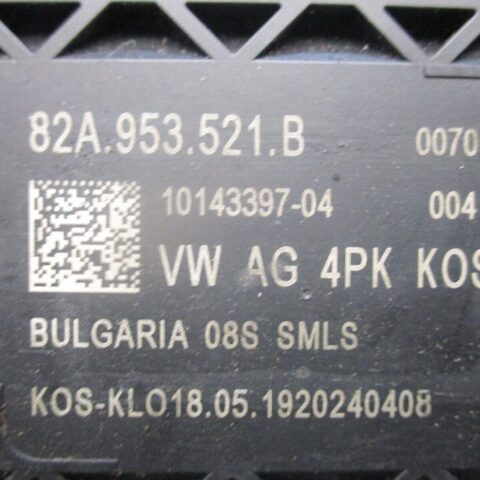 82A.953.521.B 0070
10143397-04 004
VW AG 4PK KOS
BULGARIA 08S SMLS
KOS-KLO18.05.1920240408